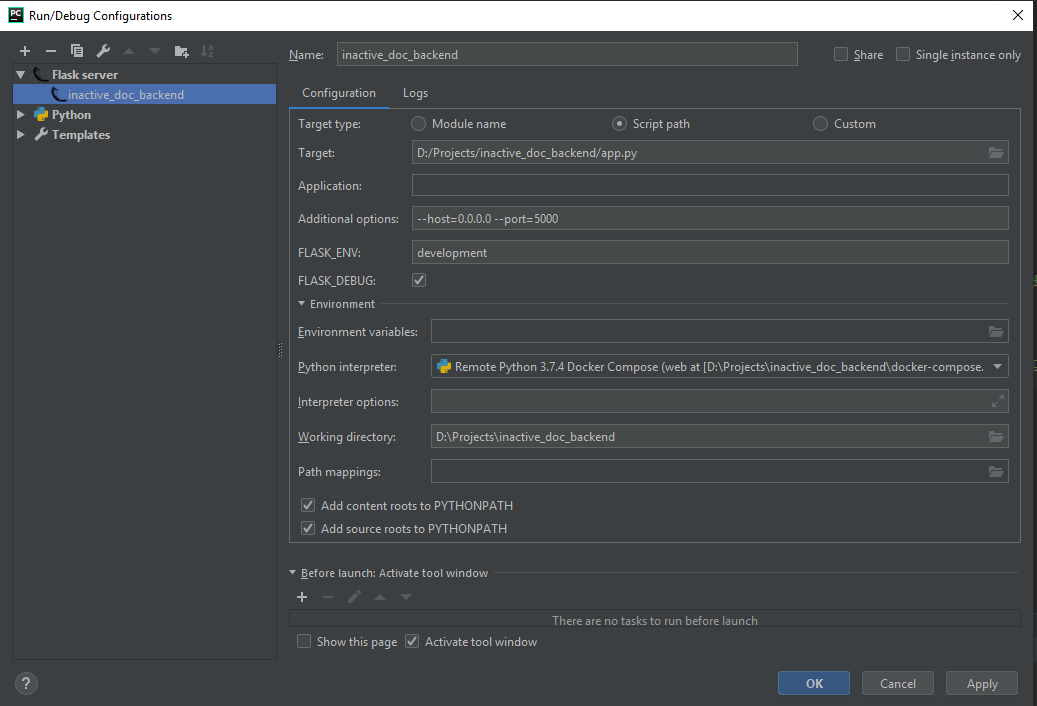 PC Run/Debug Configurations
Name: inactive_doc_backend Share Single instance only
Flask server
inactive_doc_backend
Python
Templates
Configuration Logs
Target type: Module name Script path Custom
Target: D:/Projects/inactive_doc_backend/app.py
Application:
Additional options: --host=0.0.0.0 --port=5000
FLASK_ENV: development
FLASK_DEBUG:
Environment
Environment variables:
Python interpreter: Remote Python 3.7.4 Docker Compose (web at [D:\Projects\inactive_doc_backend\docker-compose.
Interpreter options:
Working directory: D:\Projects\inactive_doc_backend
Path mappings:
Add content roots to PYTHONPATH
Add source roots to PYTHONPATH
Before launch: Activate tool window
There are no tasks to run before launch
Show this page Activate tool window
? OK Cancel Apply